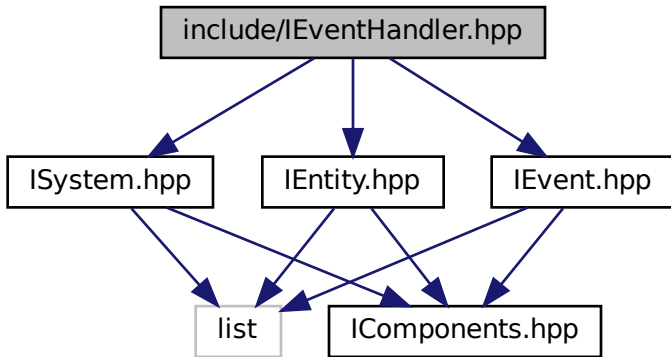 include/IEventHandler.hpp
ISystem.hpp
IEntity.hpp
IEvent.hpp
list
IComponents.hpp